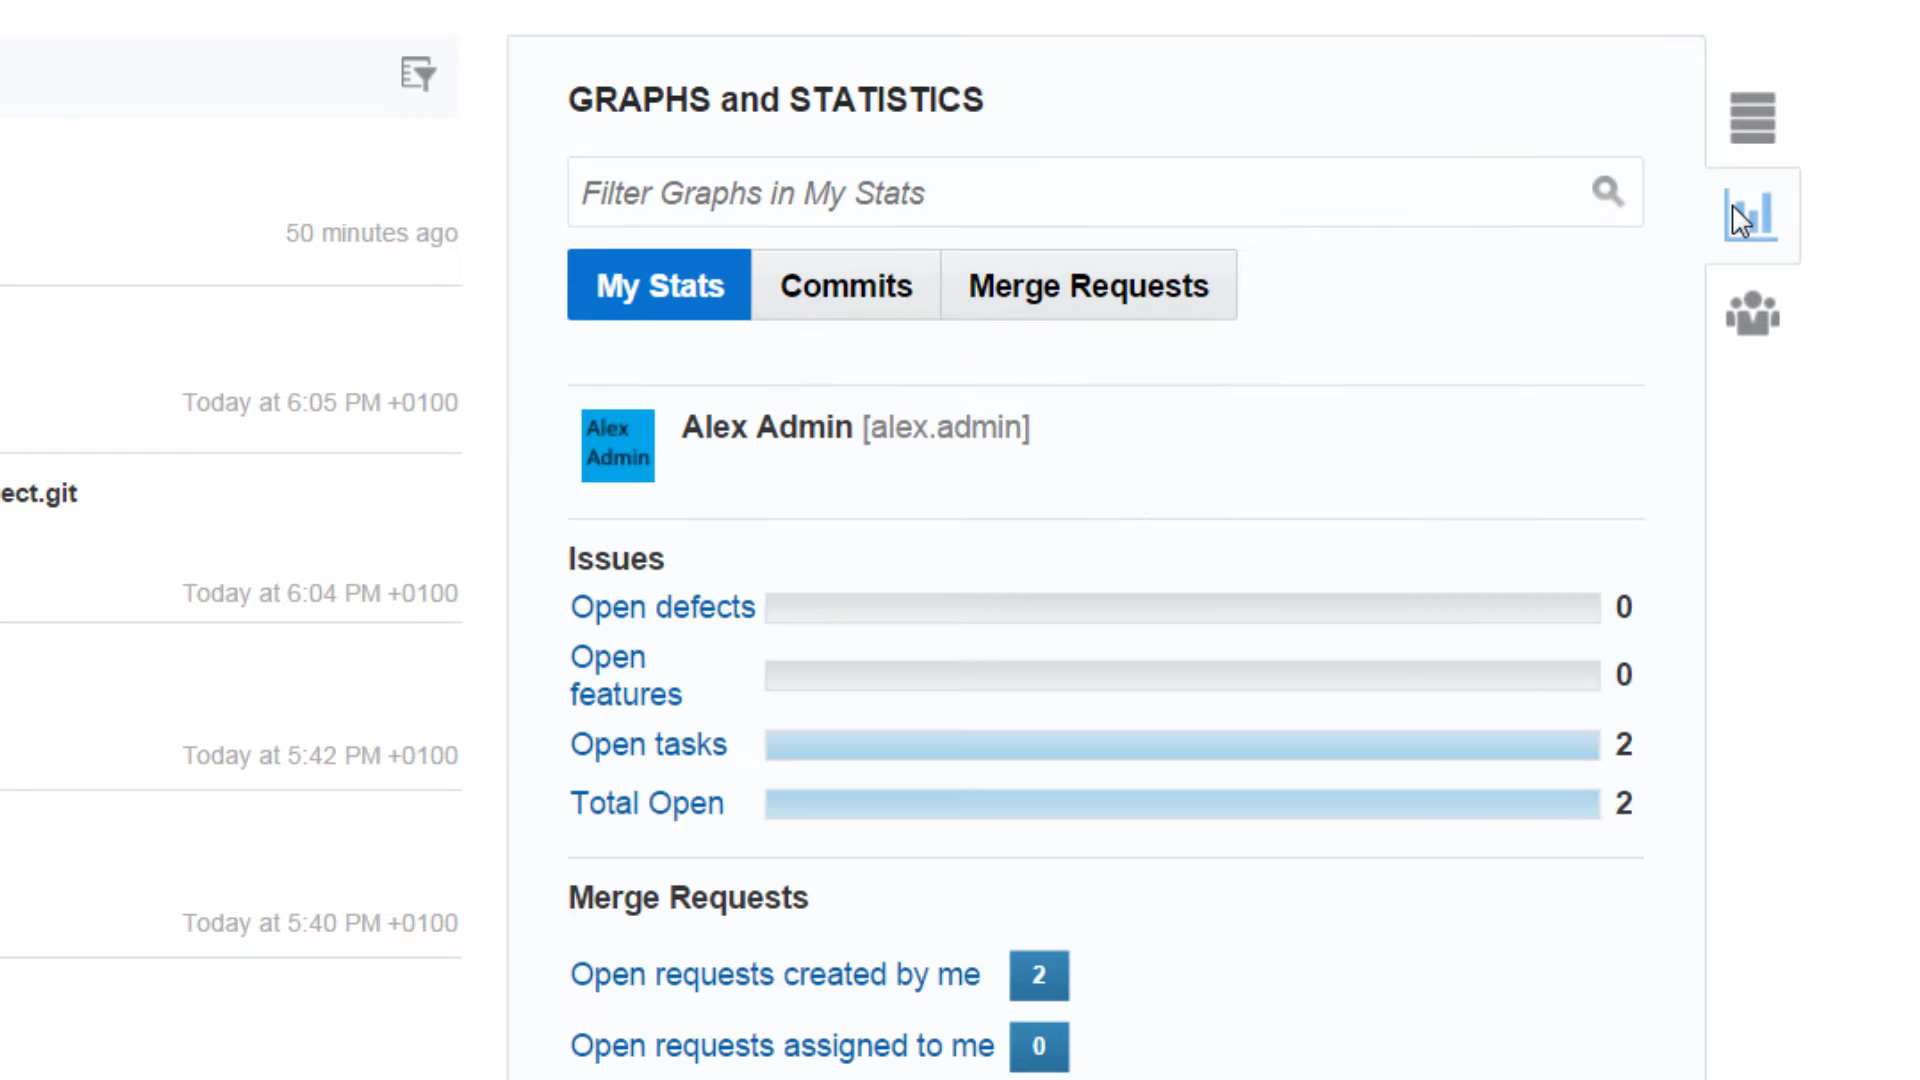 50 minutes ago
Today at 6:05 PM +0100
ect.git
Today at 6:04 PM +0100
Today at 5:42 PM +0100
Today at 5:40 PM +0100
GRAPHS and STATISTICS
Filter Graphs in My Stats
My Stats Commits Merge Requests
Alex
Admin
Alex Admin [alex.admin]
Issues
Open defects 0
Open
features 0
Open tasks 2
Total Open 2
Merge Requests
Open requests created by me 2
Open requests assigned to me 0